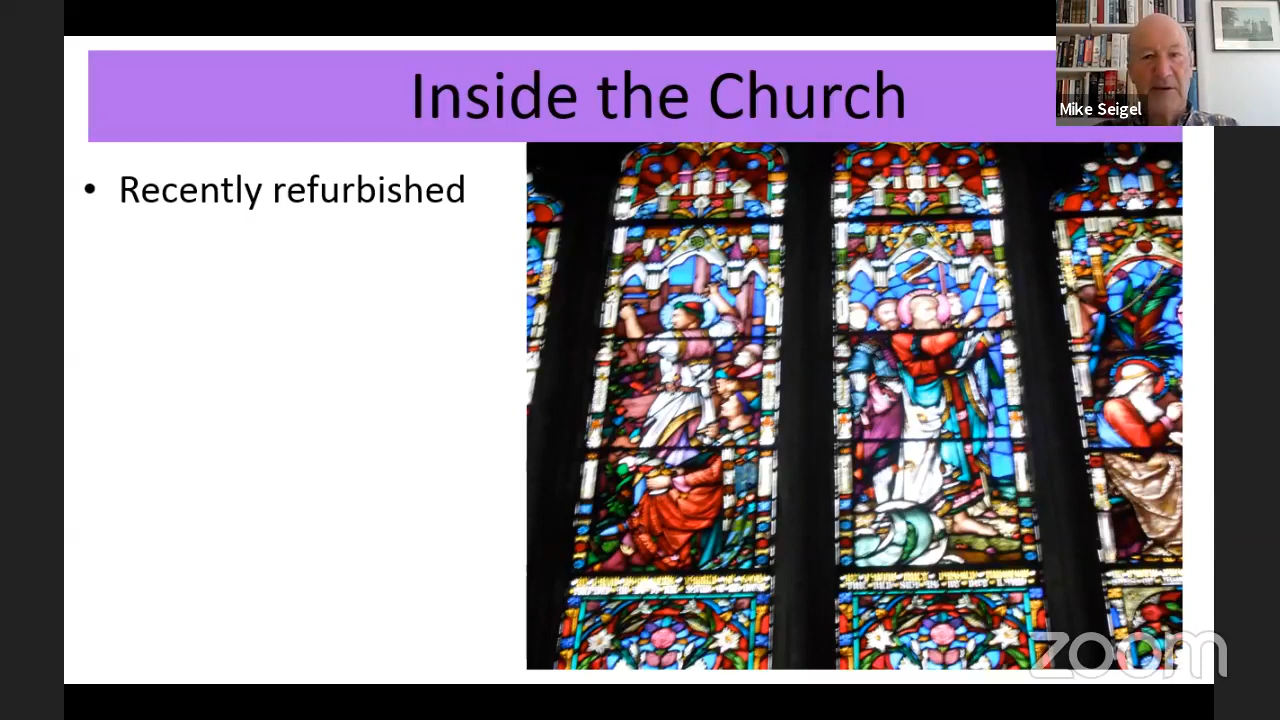 Inside the Church
Mike Seigel
• Recently refurbished
zoom